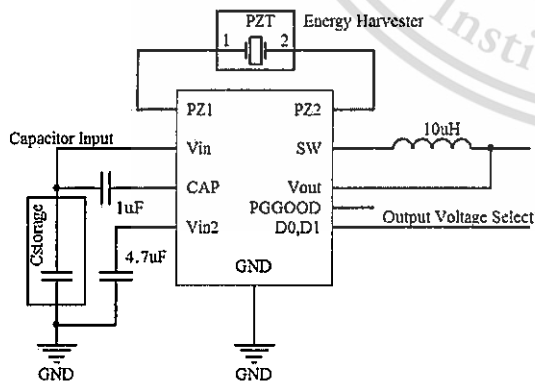 PZT
Energy Harvester
1
2
Insti
PZ1
PZ2
Capacitor Input
Vin
SW
10uH
CAP
Vout
1uF
PGGOOD
Output Voltage Select
Vin2
D0,D1
Cstorage
4.7uF
GND
GND
GND